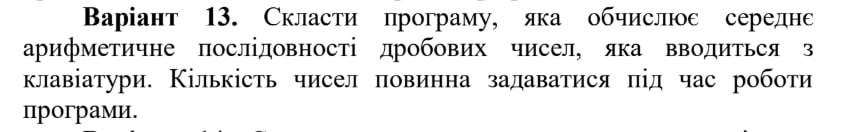 Варіант 13. Скласти програму, яка обчислює середнє
арифметичне послідовності дробових чисел, яка вводиться з
клавіатури. Кількість чисел повинна задаватися під час роботи
програми.